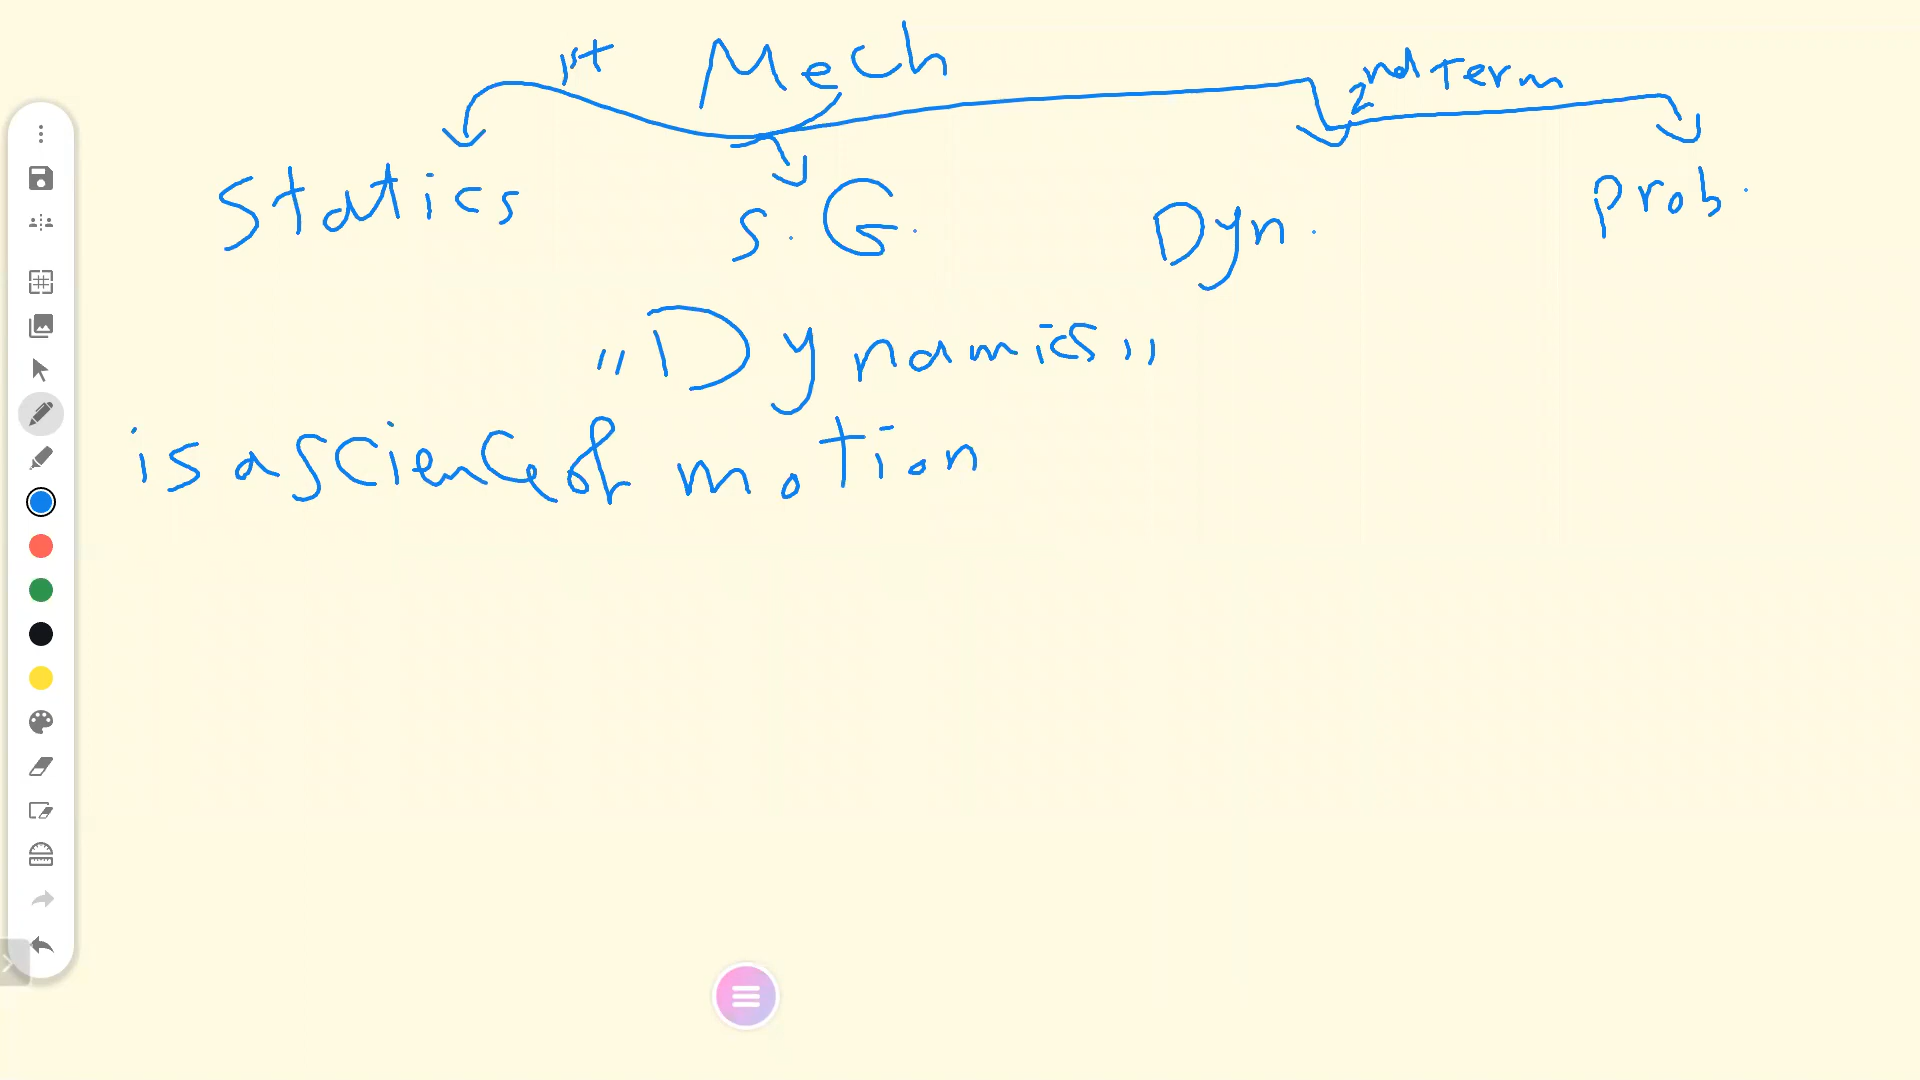 1st Mech 2nd Term
Statics S.G. Dyn. Prob.
"Dynamics"
is a science of motion